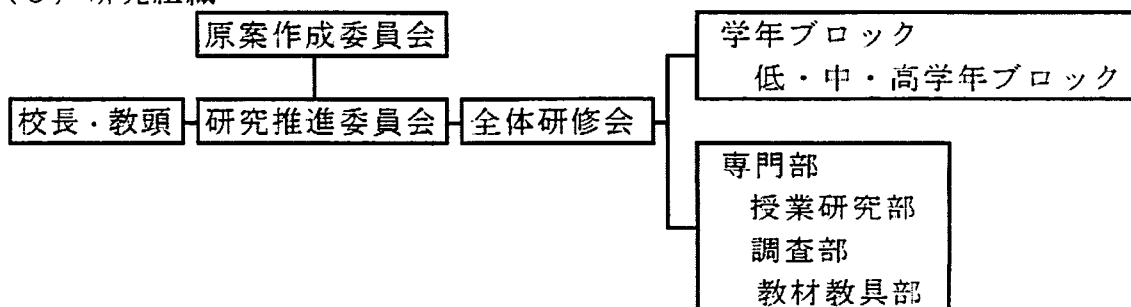 原案作成委員会
学年ブロック
低・中・高学年ブロック
校長・教頭
研究推進委員会
全体研修会
専門部
授業研究部
調査部
教材教具部